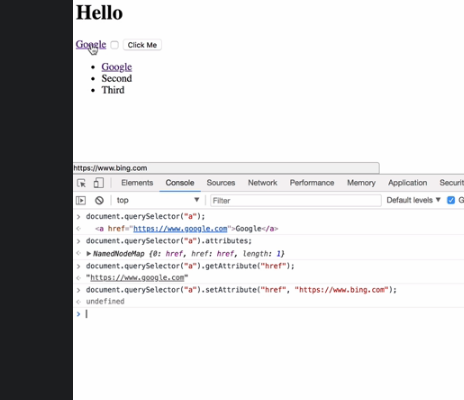 Hello
Google Click Me
Google
Second
Third
https://www.bing.com
Elements Console Sources Network Performance Memory Application
top Filter Default levels
document.querySelector("a");
<a href="https://www.google.com">Google</a>
document.querySelector("a").attributes;
NamedNodeMap {0: href, href: href, length: 1}
document.querySelector("a").getAttribute("href");
"https://www.google.com"
document.querySelector("a").setAttribute("href", "https://www.bing.com");
undefined